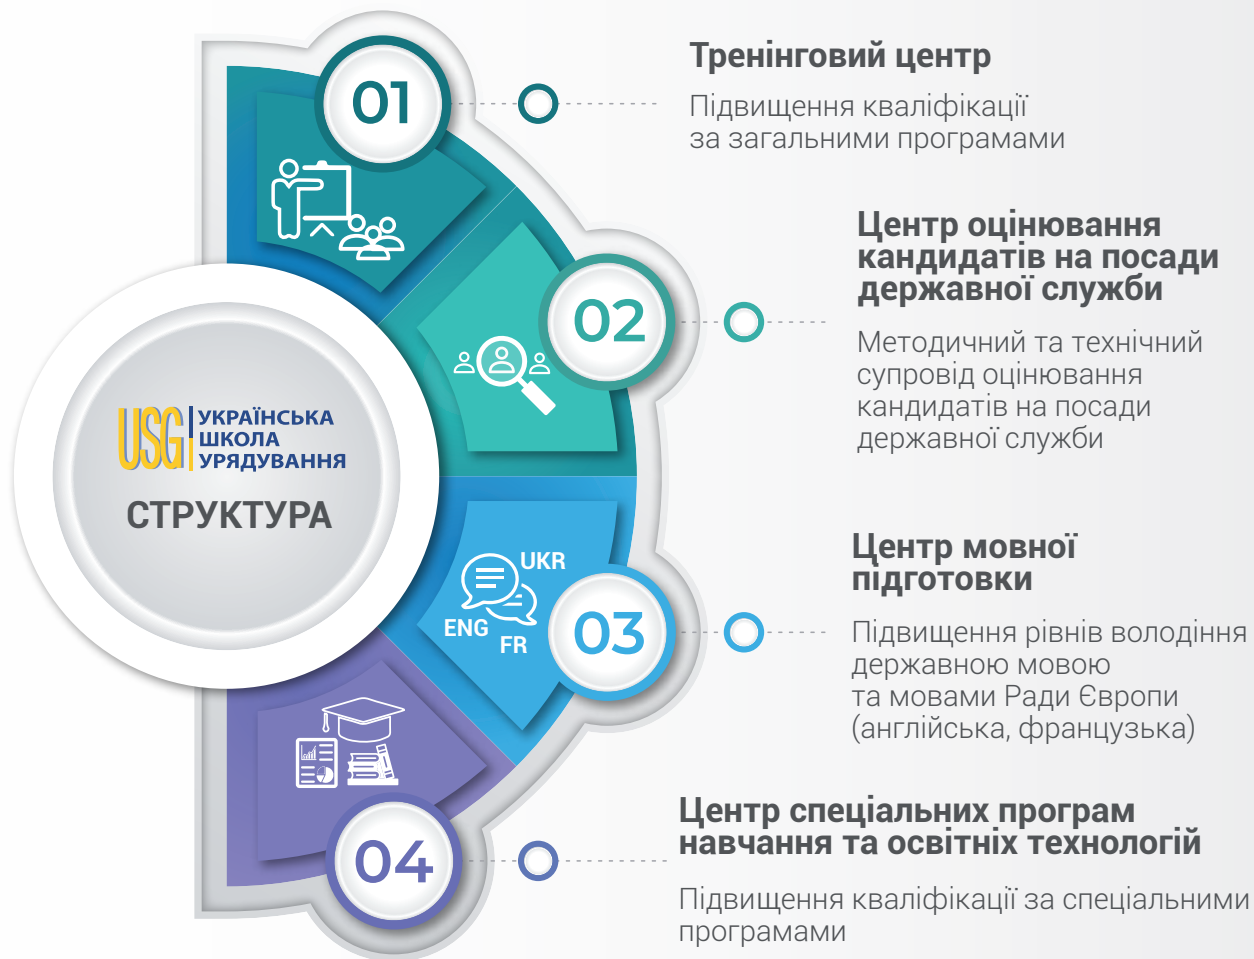 01
Тренінговий центр
Підвищення кваліфікації
за загальними програмами
02
Центр оцінювання
кандидатів на посади
державної служби
Методичний та технічний
супровід оцінювання
кандидатів на посади
державної служби
USG
УКРАЇНСЬКА
ШКОЛА
УРЯДУВАННЯ
СТРУКТУРА
UKR
ENG
FR
03
Центр мовної
підготовки
Підвищення рівнів володіння
державною мовою
та мовами Ради Європи
(англійська, французька)
04
Центр спеціальних програм
навчання та освітніх технологій
Підвищення кваліфікації за спеціальними
програмами